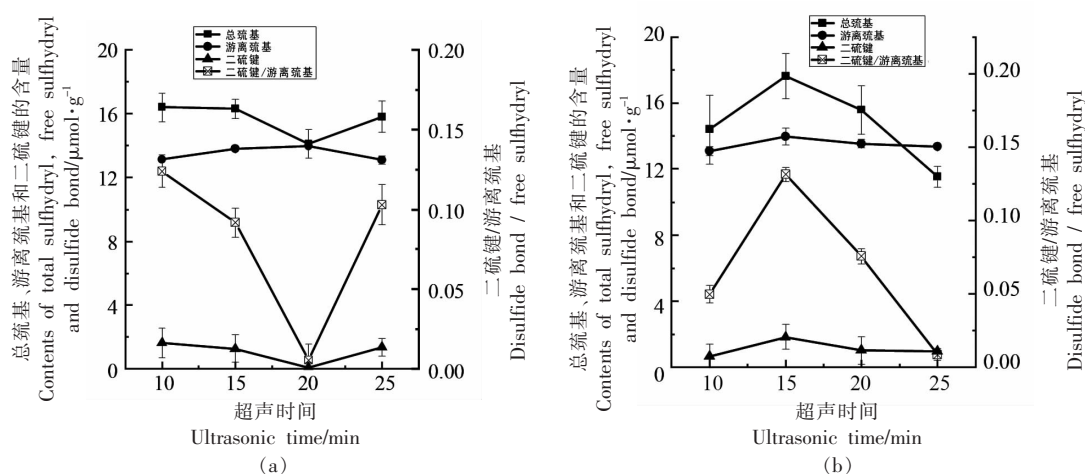 总巯基
游离巯基
二硫键
二硫键/游离巯基
总巯基、游离巯基和二硫键的含量
Contents of total sulfhydryl, free sulfhydryl
and disulfide bond/μmol·g⁻¹
20
16
12
8
4
0
0.20
0.15
0.10
0.05
0.00
二硫键/游离巯基
Disulfide bond / free sulfhydryl
10 15 20 25
超声时间
Ultrasonic time/min
(a)
总巯基
游离巯基
二硫键
二硫键/游离巯基
总巯基、游离巯基和二硫键的含量
Contents of total sulfhydryl, free sulfhydryl
and disulfide bond/μmol·g⁻¹
20
16
12
8
4
0
0.20
0.15
0.10
0.05
0.00
二硫键/游离巯基
Disulfide bond / free sulfhydryl
10 15 20 25
超声时间
Ultrasonic time/min
(b)